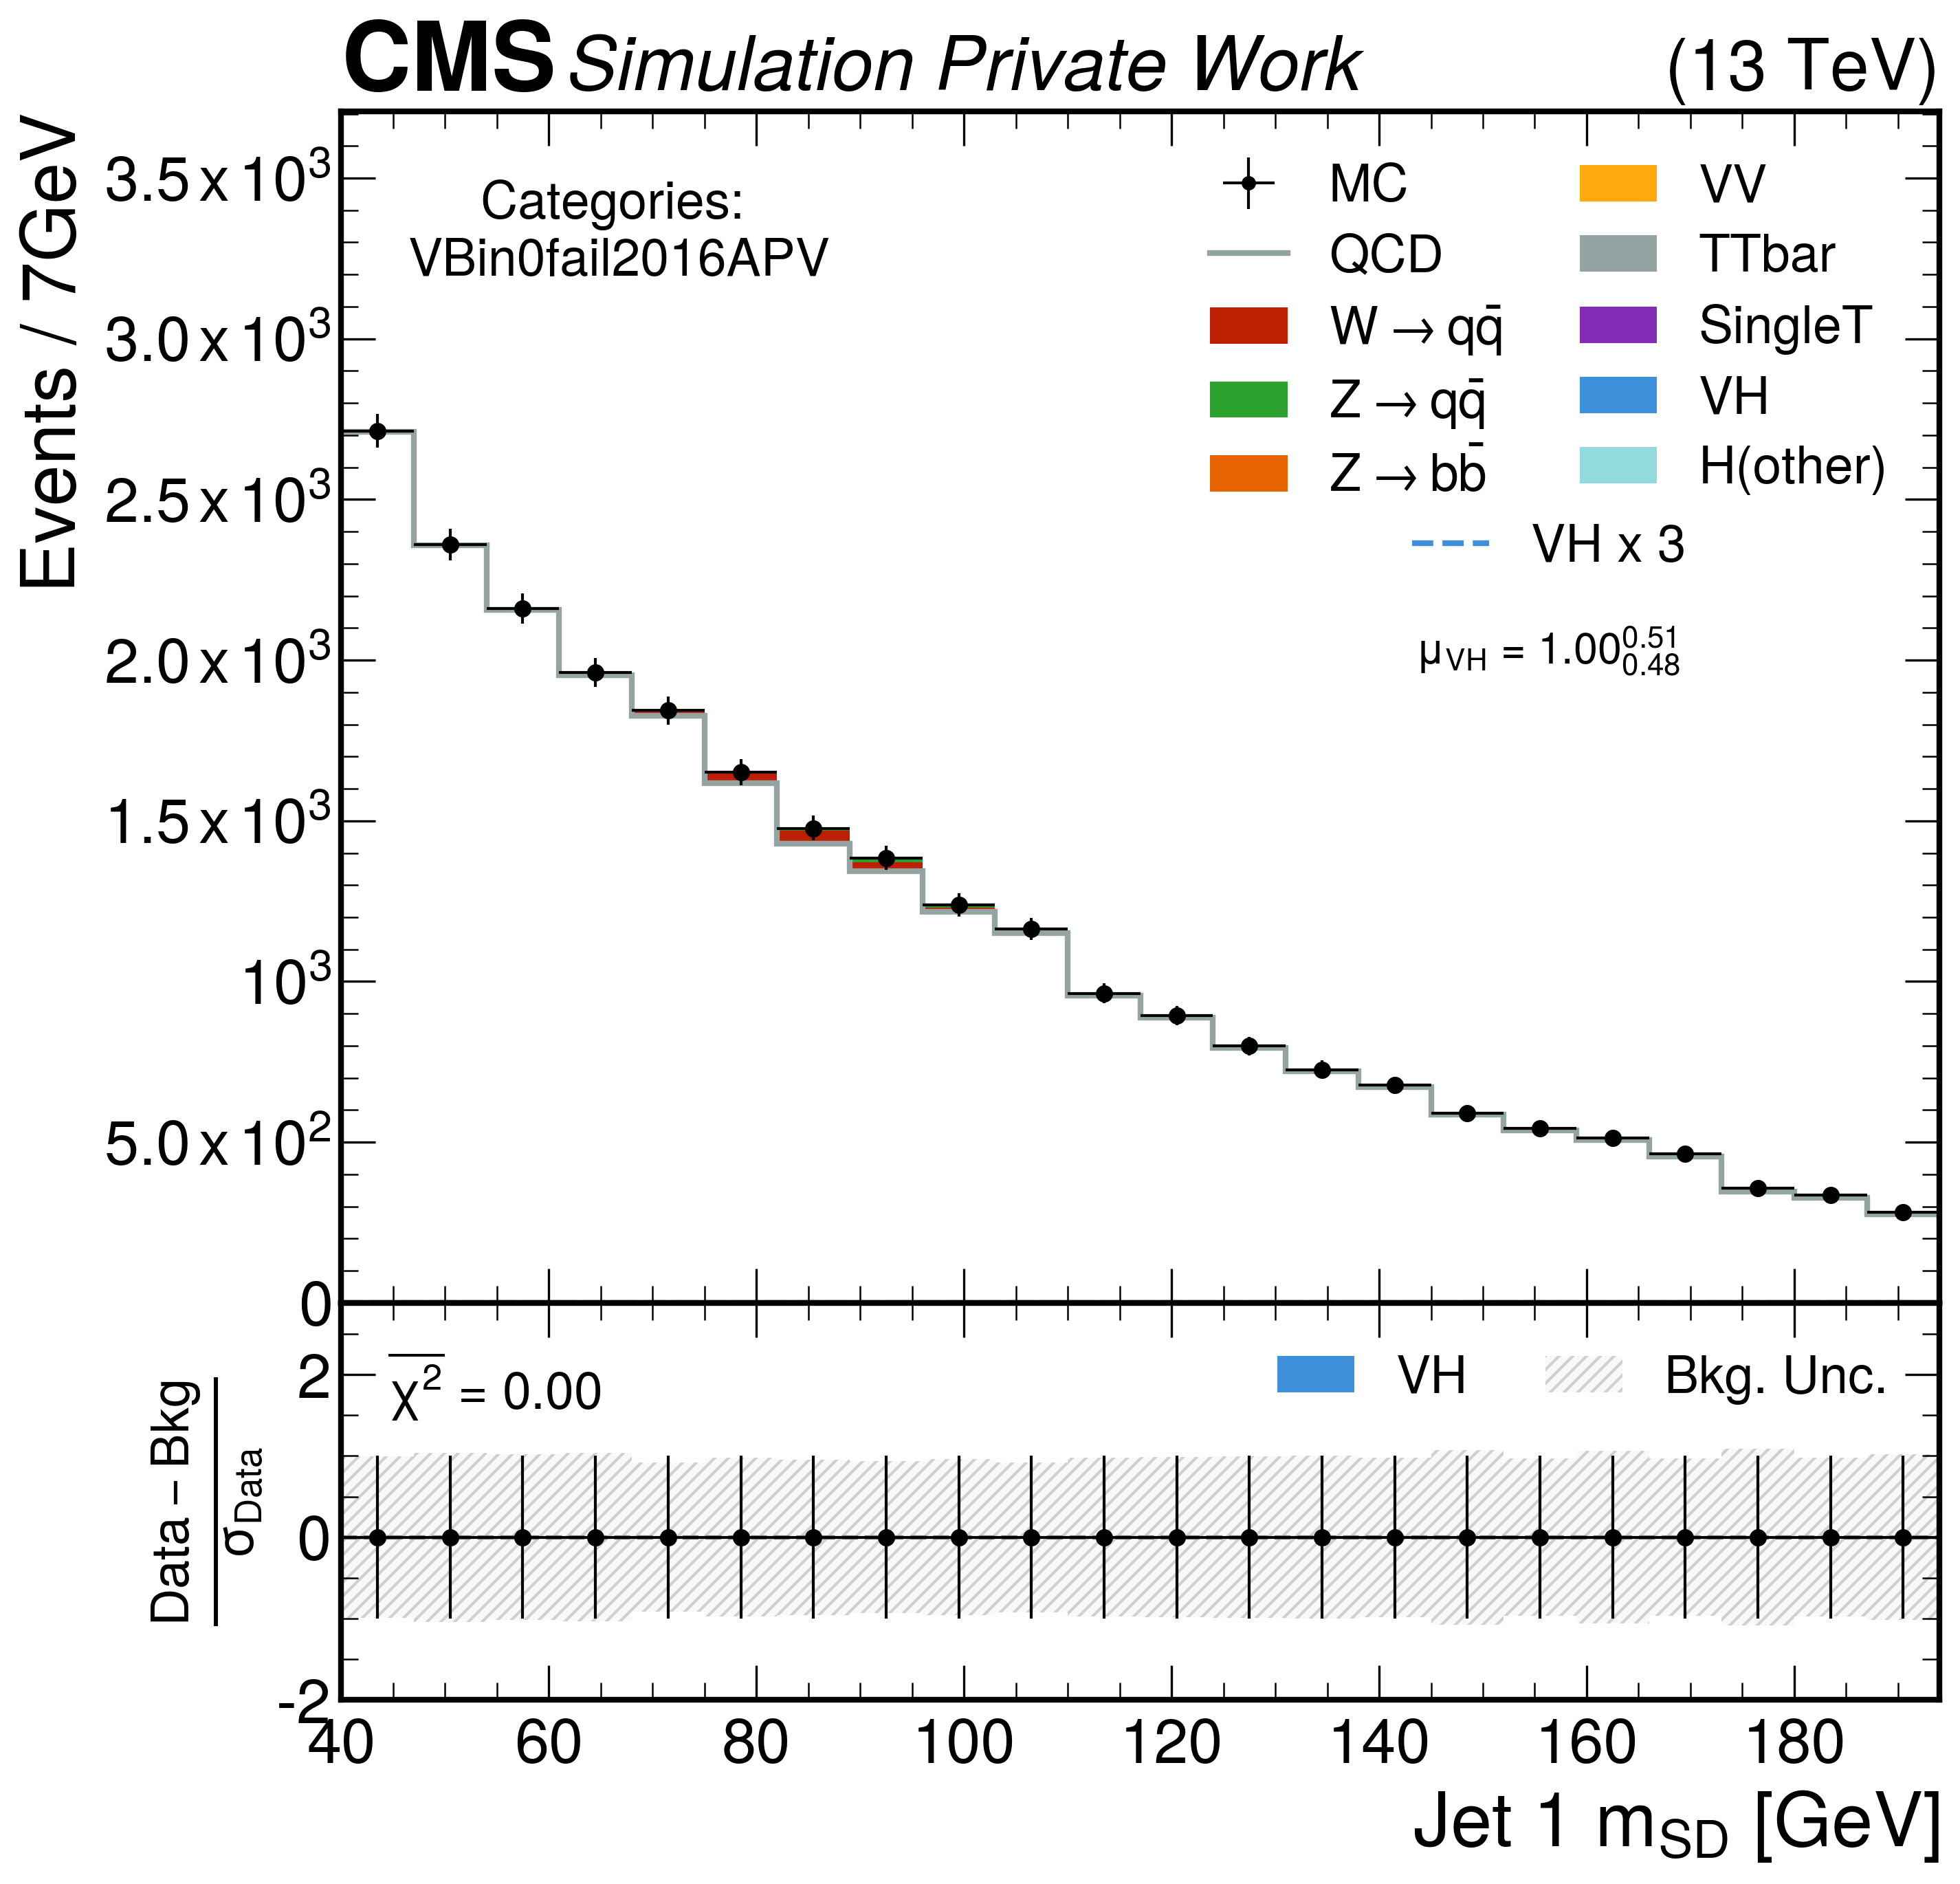 CMS Simulation Private Work (13 TeV)
Events / 7GeV
3.5 x 10³
3.0 x 10³
2.5 x 10³
2.0 x 10³
1.5 x 10³
10³
5.0 x 10²
0
Categories:
VBin0fail2016APV
MC
QCD
W → qq̄
Z → qq̄
Z → bb̄
VV
TTbar
SingleT
VH
H(other)
VH x 3
μ_VH = 1.00^0.51_0.48
Data – Bkg
σ_Data
2
0
-2
χ̅²̅ = 0.00
VH
Bkg. Unc.
40 60 80 100 120 140 160 180
Jet 1 m_SD [GeV]